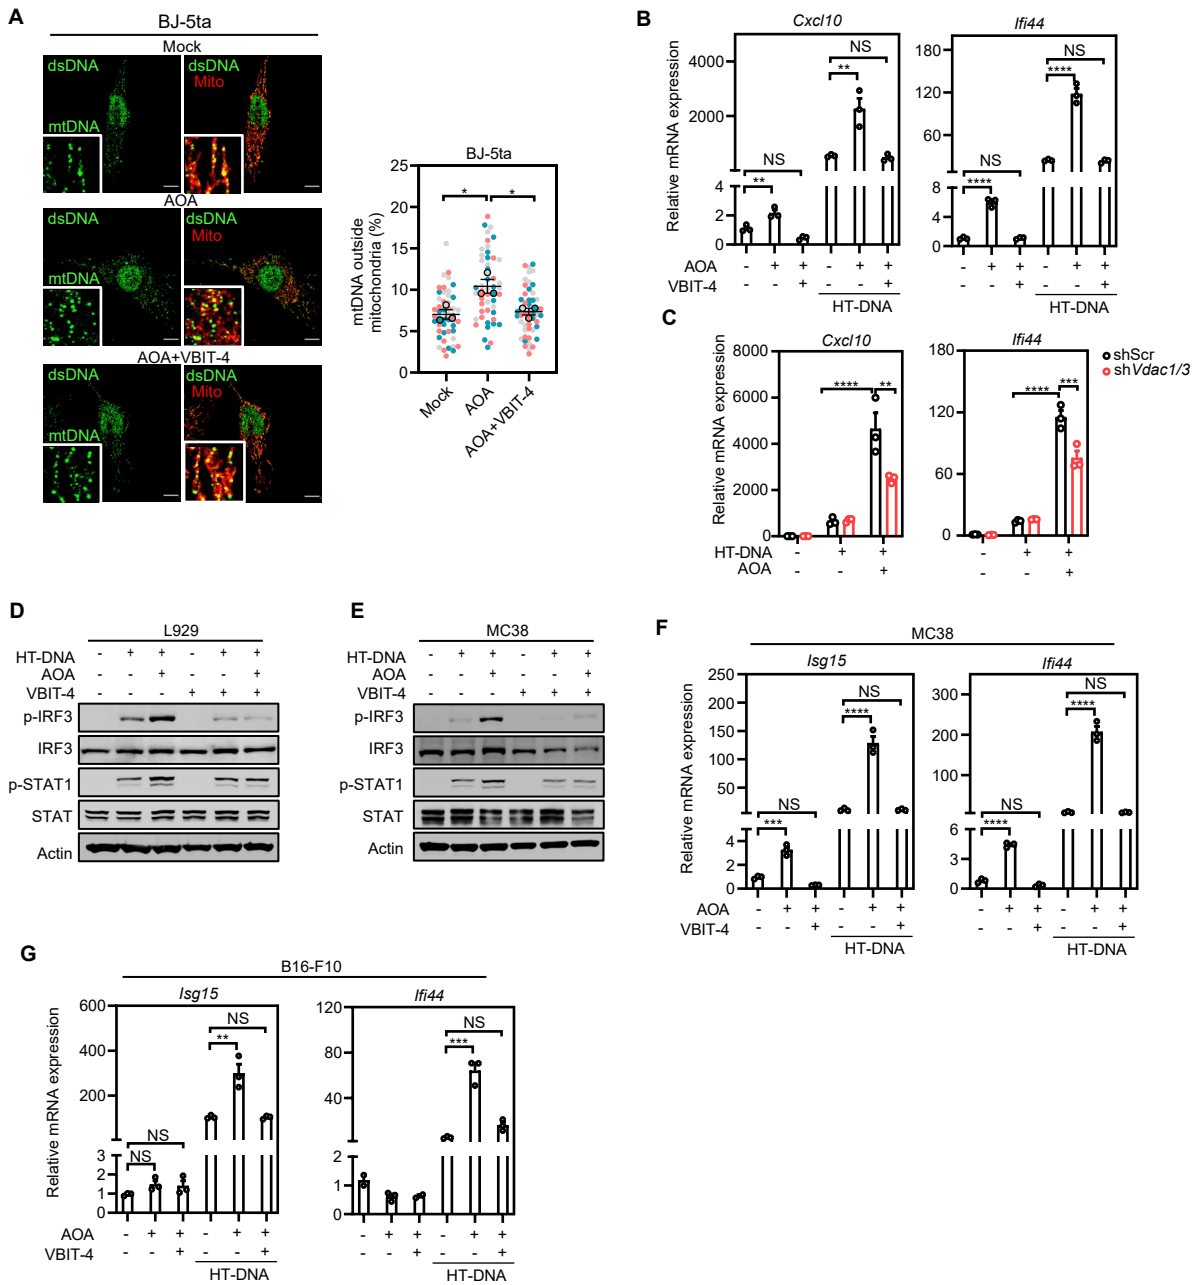 A
BJ-5ta
Mock
dsDNA
mtDNA
dsDNA
Mito
AOA
dsDNA
mtDNA
dsDNA
Mito
AOA+VBIT-4
dsDNA
mtDNA
dsDNA
Mito
BJ-5ta
mtDNA outside
mitochondria (%)
25
20
15
10
5
0
* *
Mock
AOA
AOA+VBIT-4
B
Cxcl10
Relative mRNA expression
4000
2000
4
2
0
NS
**
NS
**
AOA - + + - + +
VBIT-4 - - + - - +
HT-DNA
Ifi44
180
120
60
8
6
4
2
0
NS
****
NS
****
- + + - + +
- - + - - +
HT-DNA
C
Cxcl10
Relative mRNA expression
6000
4000
2000
0
**** **
HT-DNA - + +
AOA - - +
Ifi44
120
60
0
**** ***
- + +
- - +
shScr
shVdac1/3
D
L929
HT-DNA - + + - + +
AOA - - + - - +
VBIT-4 - - - + + +
p-IRF3
IRF3
p-STAT1
STAT
Actin
E
MC38
HT-DNA - + + - + +
AOA - - + - - +
VBIT-4 - - - + + +
p-IRF3
IRF3
p-STAT1
STAT
Actin
F
MC38
Isg15
Relative mRNA expression
250
200
150
100
50
4
2
0
NS
****
NS
***
AOA - + + - + +
VBIT-4 - - + - - +
HT-DNA
Ifi44
300
200
100
6
3
0
NS
****
NS
****
- + + - + +
- - + - - +
HT-DNA
G
B16-F10
Isg15
Relative mRNA expression
600
400
200
3
2
1
0
NS
**
NS
NS
AOA - + + - + +
VBIT-4 - - + - - +
HT-DNA
Ifi44
120
80
40
2
1
0
NS
***
- + + - + +
- - + - - +
HT-DNA